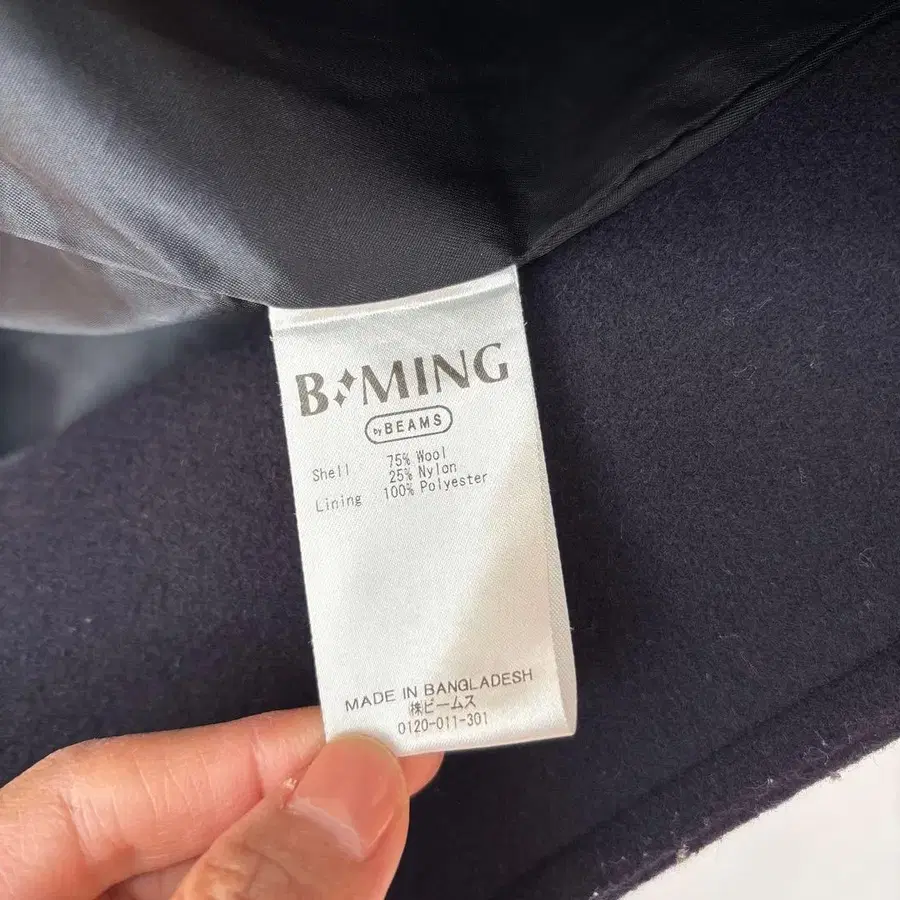 B MING
by BEAMS
Shell 75% Wool
25% Nylon
Lining 100% Polyester
MADE IN BANGLADESH
㈱ビームス
0120-011-301